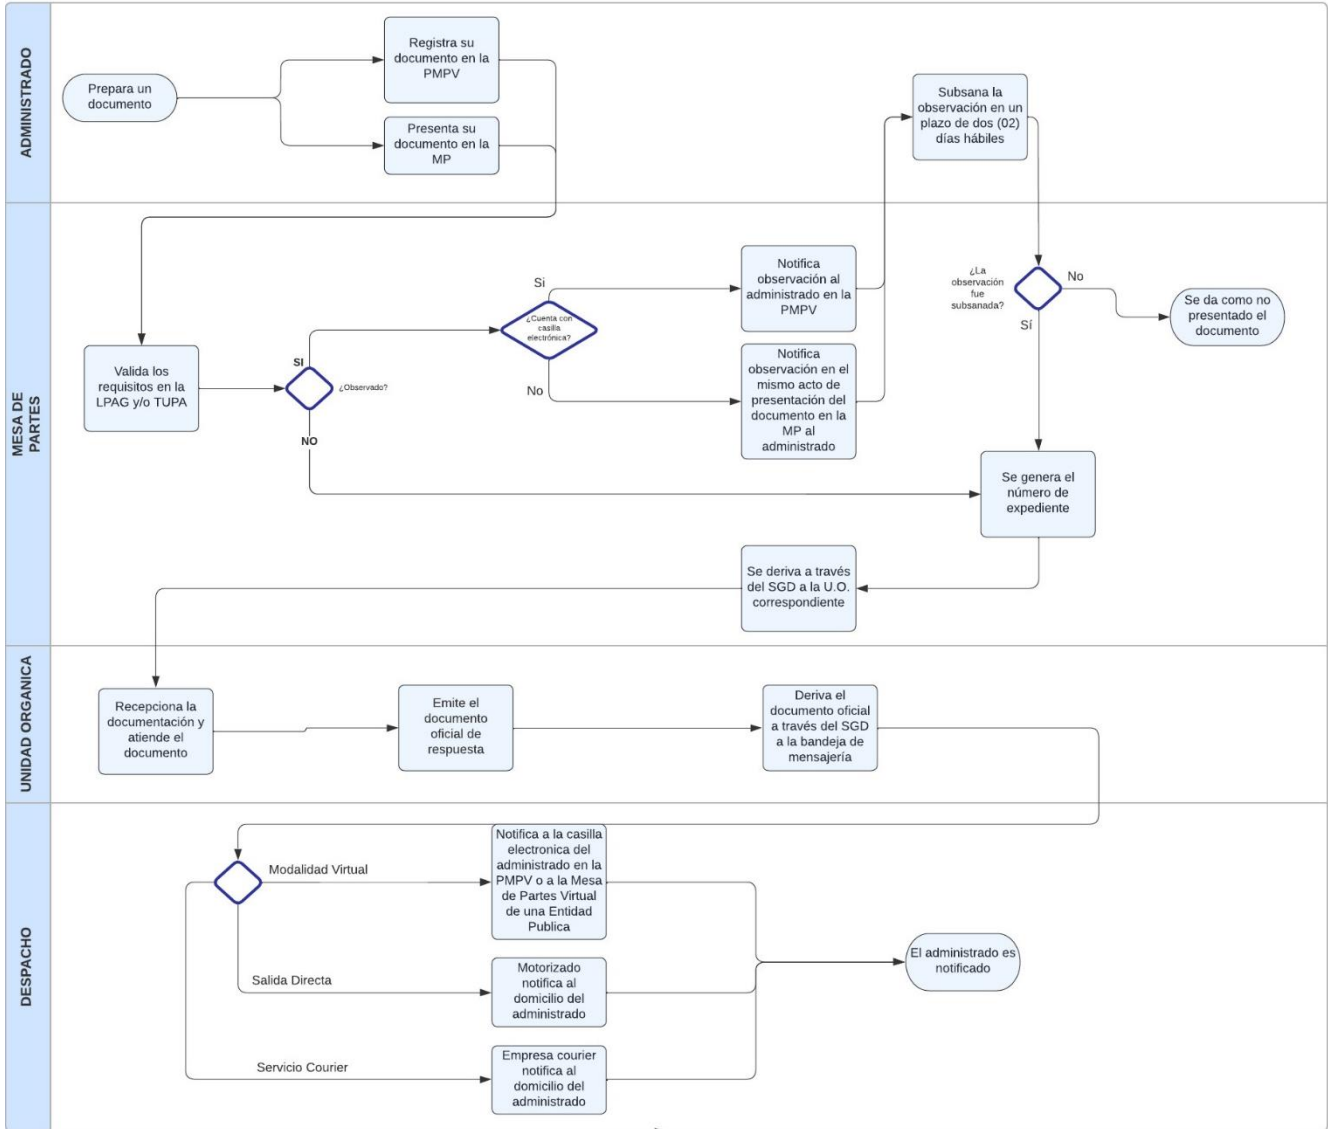 ADMINISTRADO
Prepara un
documento
Registra su
documento en la
PMPV
Presenta su
documento en la
MP
Subsana la
observación en un
plazo de dos (02)
días hábiles
MESA DE
PARTES
Valida los
requisitos en la
LPAG y/o TUPA
SI
¿Observado?
NO
¿Cuenta con
casilla
electrónica?
Si
No
Notifica
observación al
administrado en la
PMPV
Notifica
observación en el
mismo acto de
presentación del
documento en la
MP al
administrado
¿La
observación
fue
subsanada?
No
Sí
Se da como no
presentado el
documento
Se genera el
número de
expediente
Se deriva a través
del SGD a la U.O.
correspondiente
UNIDAD ORGANICA
Recepciona la
documentación y
atiende el
documento
Emite el
documento
oficial de
respuesta
Deriva el
documento oficial
a través del SGD
a la bandeja de
mensajería
DESPACHO
Modalidad Virtual
Notifica a la casilla
electronica del
administrado en la
PMPV o a la Mesa
de Partes Virtual
de una Entidad
Publica
Salida Directa
Motorizado
notifica al
domicilio del
administrado
Servicio Courier
Empresa courier
notifica al
domicilio del
administrado
El administrado es
notificado